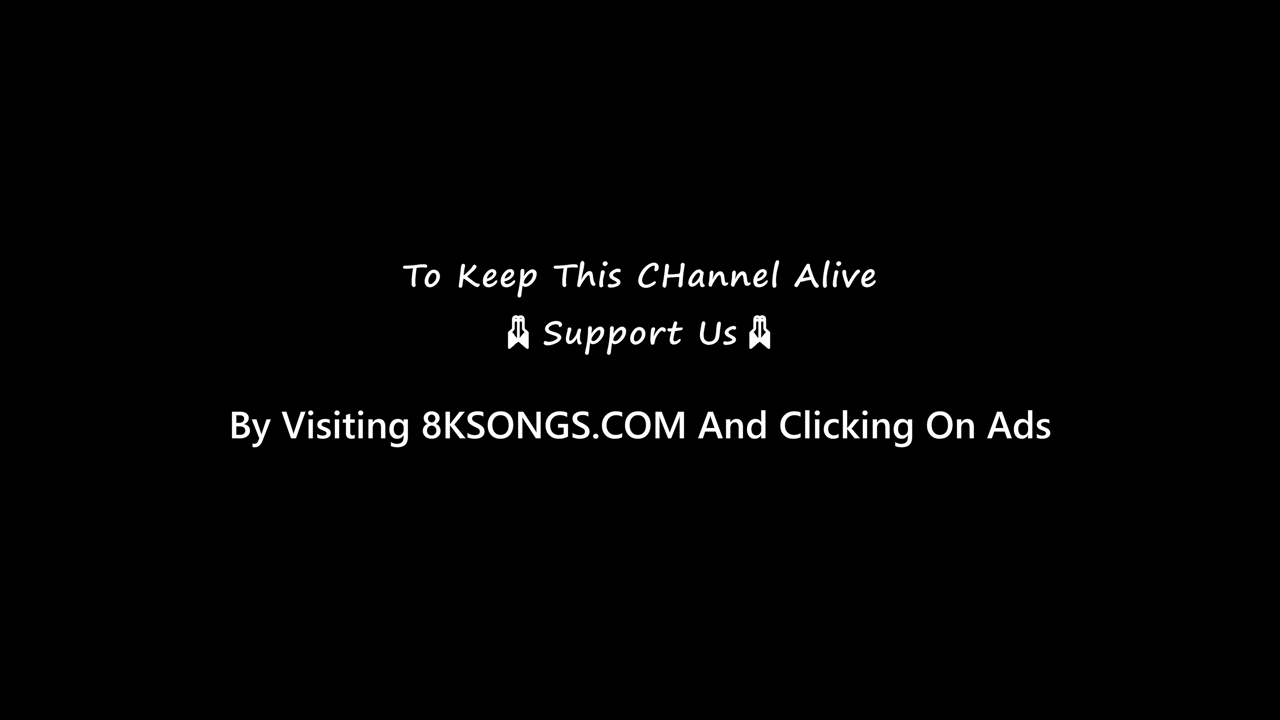 To Keep This CHannel Alive
🙏 Support Us 🙏
By Visiting 8KSONGS.COM And Clicking On Ads